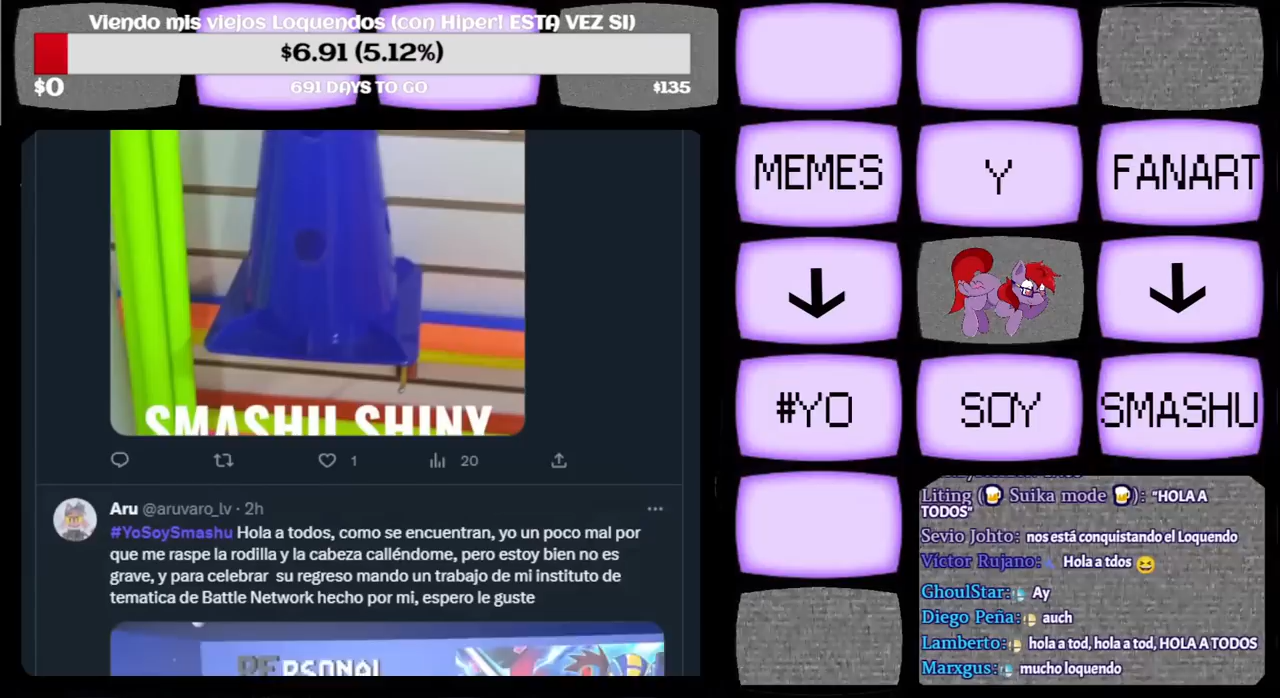 Viendo mis viejos Loquendos (con Hiper! ESTA VEZ SI)
$6.91 (5.12%)
$0
691 DAYS TO GO
$135
SMASHU SHINY
1
20
Aru @aruvaro_lv · 2h
#YoSoySmashu Hola a todos, como se encuentran, yo un poco mal por
que me raspe la rodilla y la cabeza calléndome, pero estoy bien no es
grave, y para celebrar su regreso mando un trabajo de mi instituto de
tematica de Battle Network hecho por mi, espero le guste
PERSONAL
MEMES Y FANART
#YO SOY SMASHU
Liting (🍺 Suika mode 🍺): "HOLA A
TODOS"
Sevio Johto: nos está conquistando el Loquendo
Víctor Rujano: Hola a tdos 😆
GhoulStar: Ay
Diego Peña: auch
Lamberto: hola a tod, hola a tod, HOLA A TODOS
Marxgus: mucho loquendo